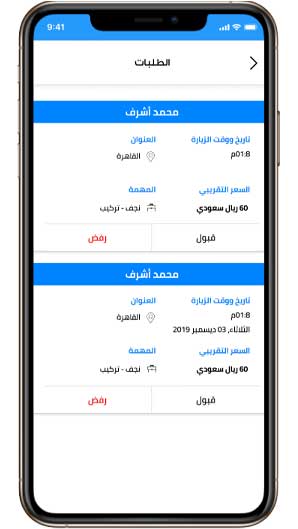 9:41
الطلبات
محمد أشرف
تاريخ ووقت الزيارة
العنوان
01:8م
القاهرة
السعر التقريبي
المهمة
60 ريال سعودي
نجف - تركيب
قبول
رفض
محمد أشرف
تاريخ ووقت الزيارة
العنوان
01:8م
القاهرة
الثلاثاء, 03 ديسمبر 2019
السعر التقريبي
المهمة
60 ريال سعودي
نجف - تركيب
قبول
رفض